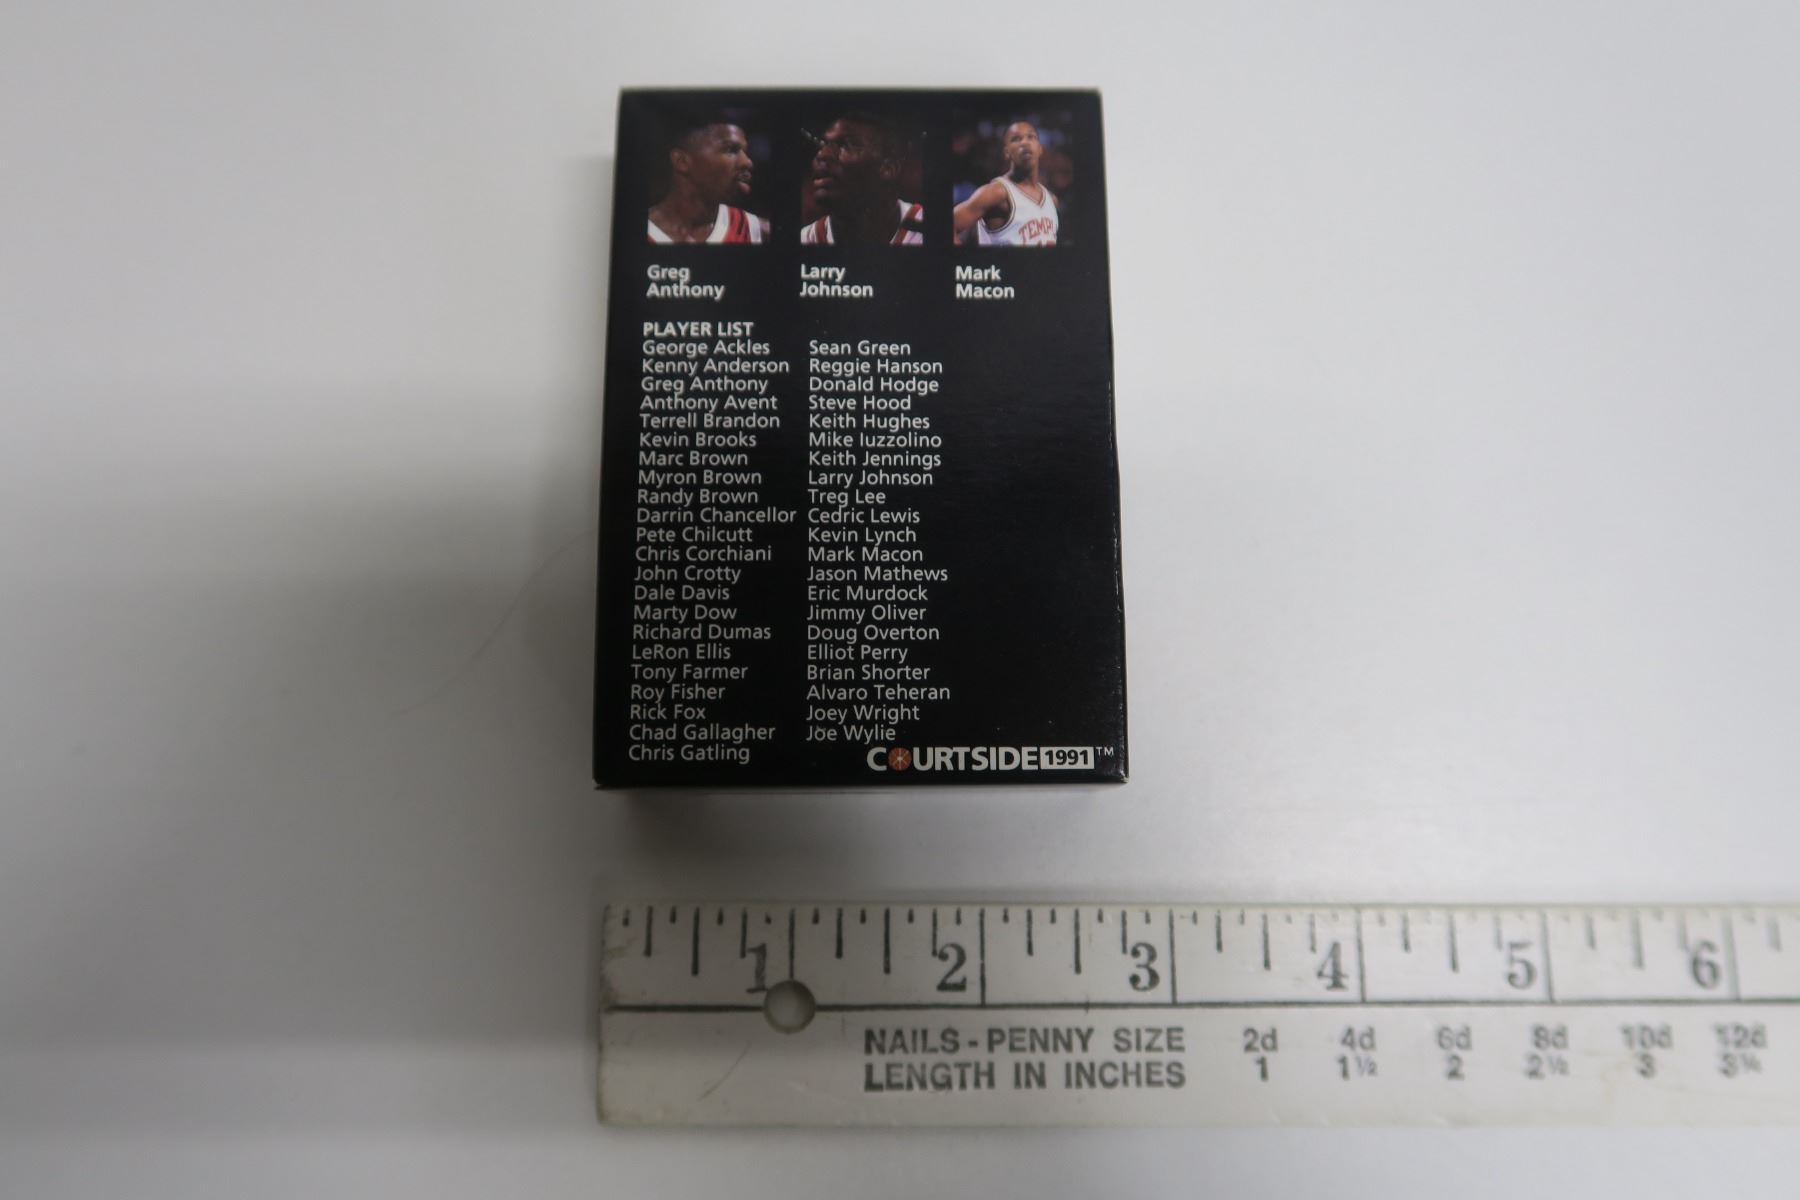 Greg
Anthony
Larry
Johnson
Mark
Macon
TEMPL
PLAYER LIST
George Ackles
Kenny Anderson
Greg Anthony
Anthony Avent
Terrell Brandon
Kevin Brooks
Marc Brown
Myron Brown
Randy Brown
Darrin Chancellor
Pete Chilcutt
Chris Corchiani
John Crotty
Dale Davis
Marty Dow
Richard Dumas
LeRon Ellis
Tony Farmer
Roy Fisher
Rick Fox
Chad Gallagher
Chris Gatling
Sean Green
Reggie Hanson
Donald Hodge
Steve Hood
Keith Hughes
Mike Iuzzolino
Keith Jennings
Larry Johnson
Treg Lee
Cedric Lewis
Kevin Lynch
Mark Macon
Jason Mathews
Eric Murdock
Jimmy Oliver
Doug Overton
Elliot Perry
Brian Shorter
Alvaro Teheran
Joey Wright
Joe Wylie
COURTSIDE 1991™
1 2 3 4 5 6
NAILS - PENNY SIZE 2d 4d 6d 8d 10d 12d
LENGTH IN INCHES 1 1½ 2 2½ 3 3¼